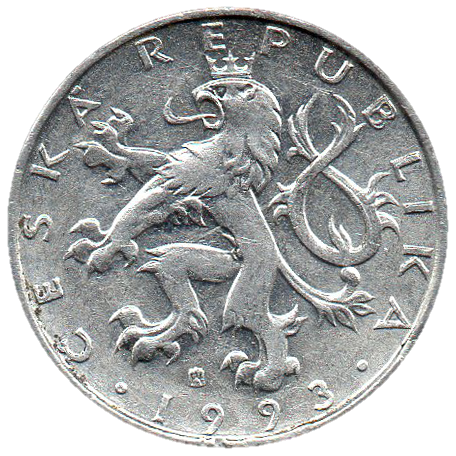 ČESKÁ REPUBLIKA
· 1993 ·